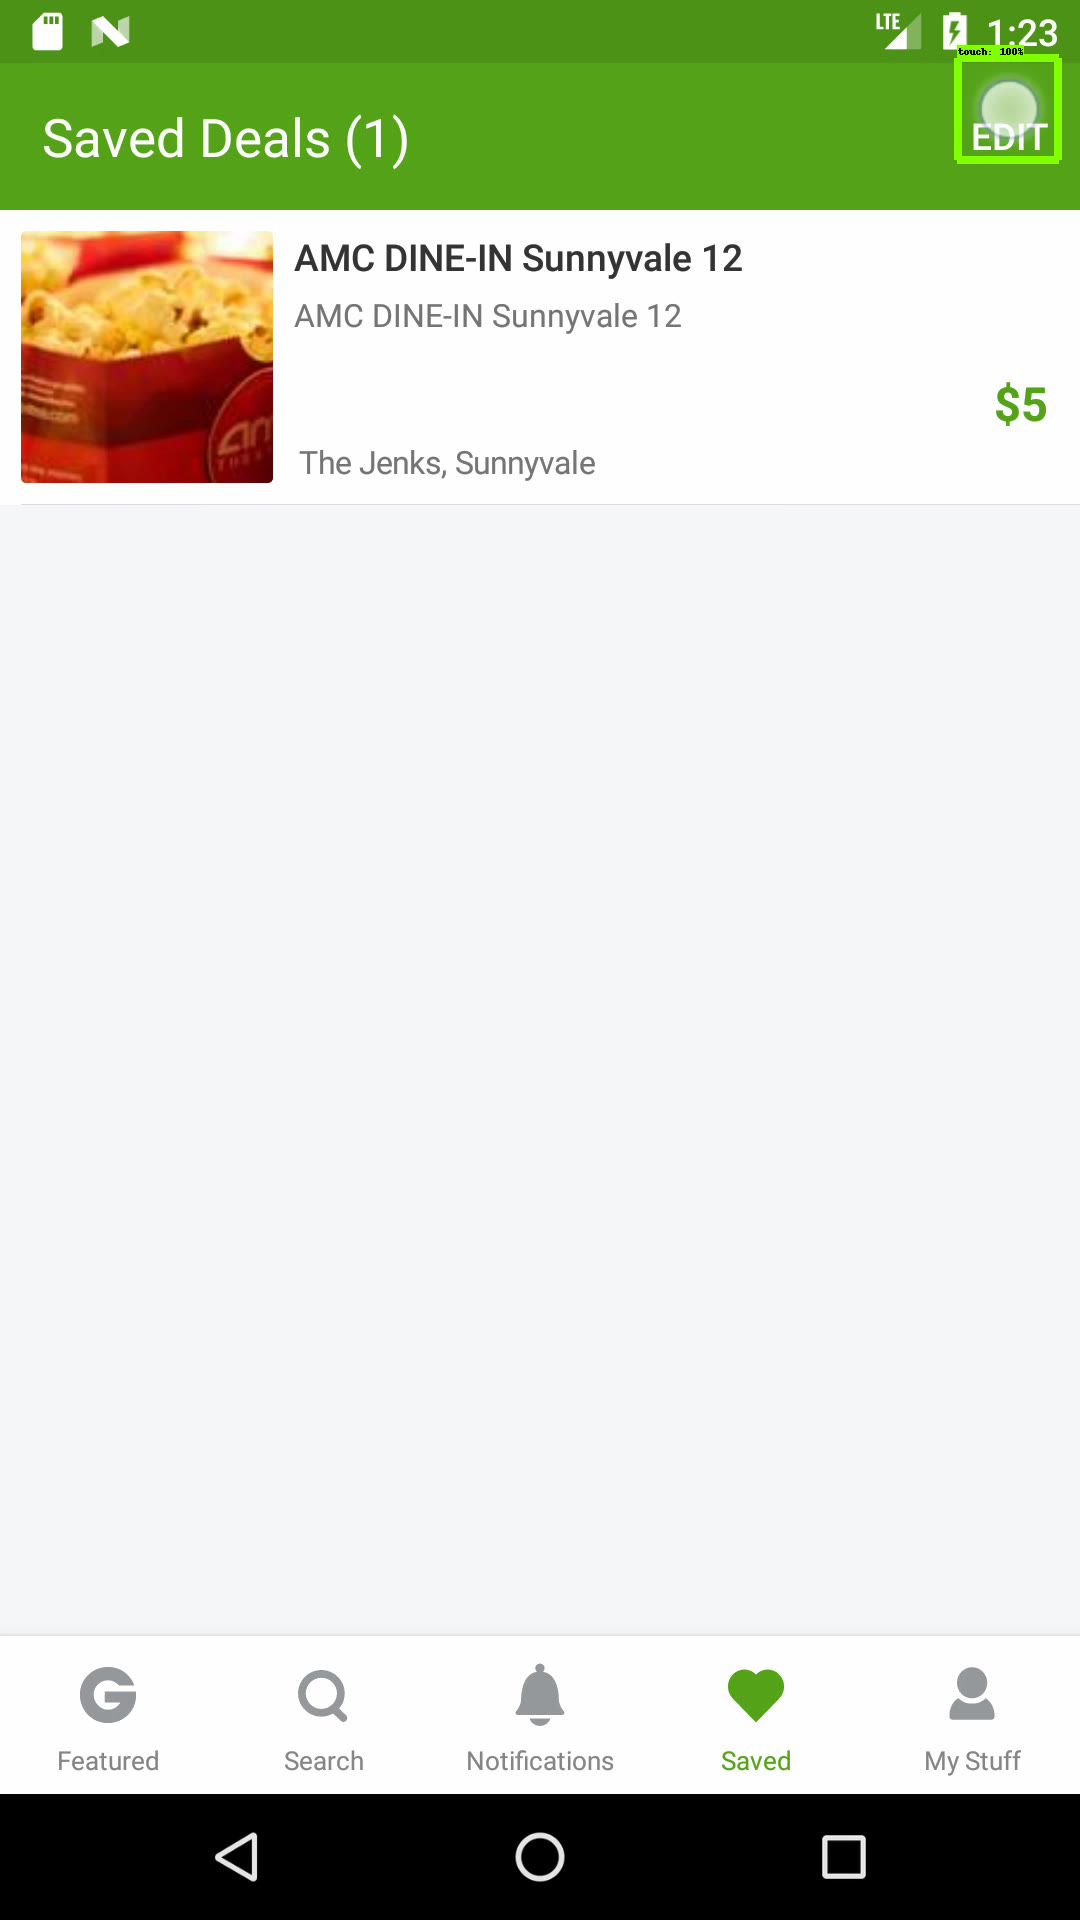 LTE
1:23
touch: 100%
Saved Deals (1)
EDIT
AMC DINE-IN Sunnyvale 12
AMC DINE-IN Sunnyvale 12
$5
The Jenks, Sunnyvale
Featured
Search
Notifications
Saved
My Stuff